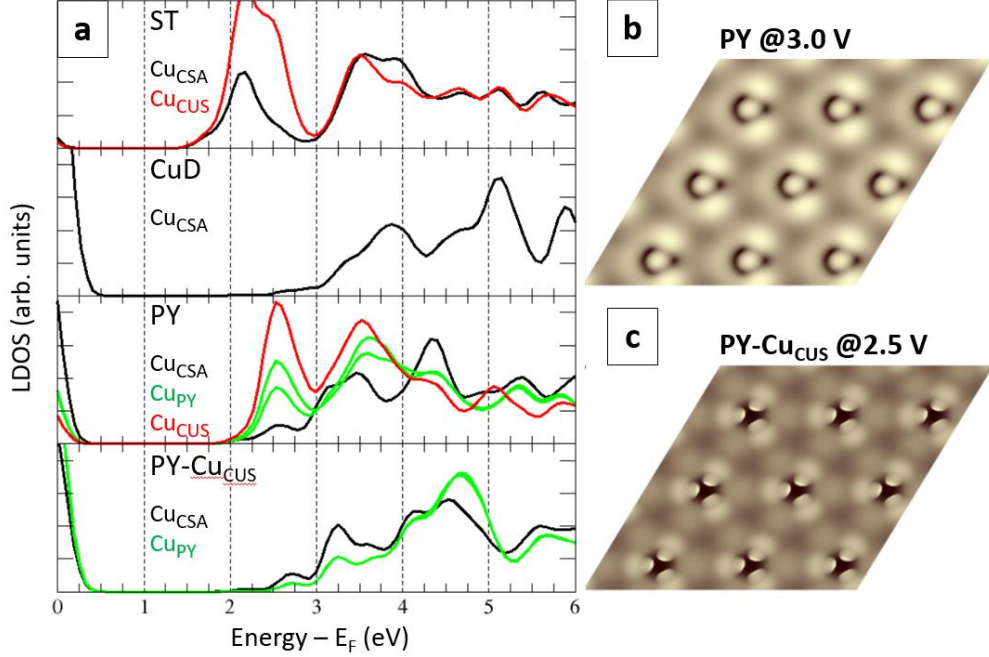 a
ST
Cu_CSA
Cu_CUS
CuD
Cu_CSA
PY
Cu_CSA
Cu_PY
Cu_CUS
PY-Cu_CUS
Cu_CSA
Cu_PY
LDOS (arb. units)
0 1 2 3 4 5 6
Energy – E_F (eV)
b
PY @3.0 V
c
PY-Cu_CUS @2.5 V